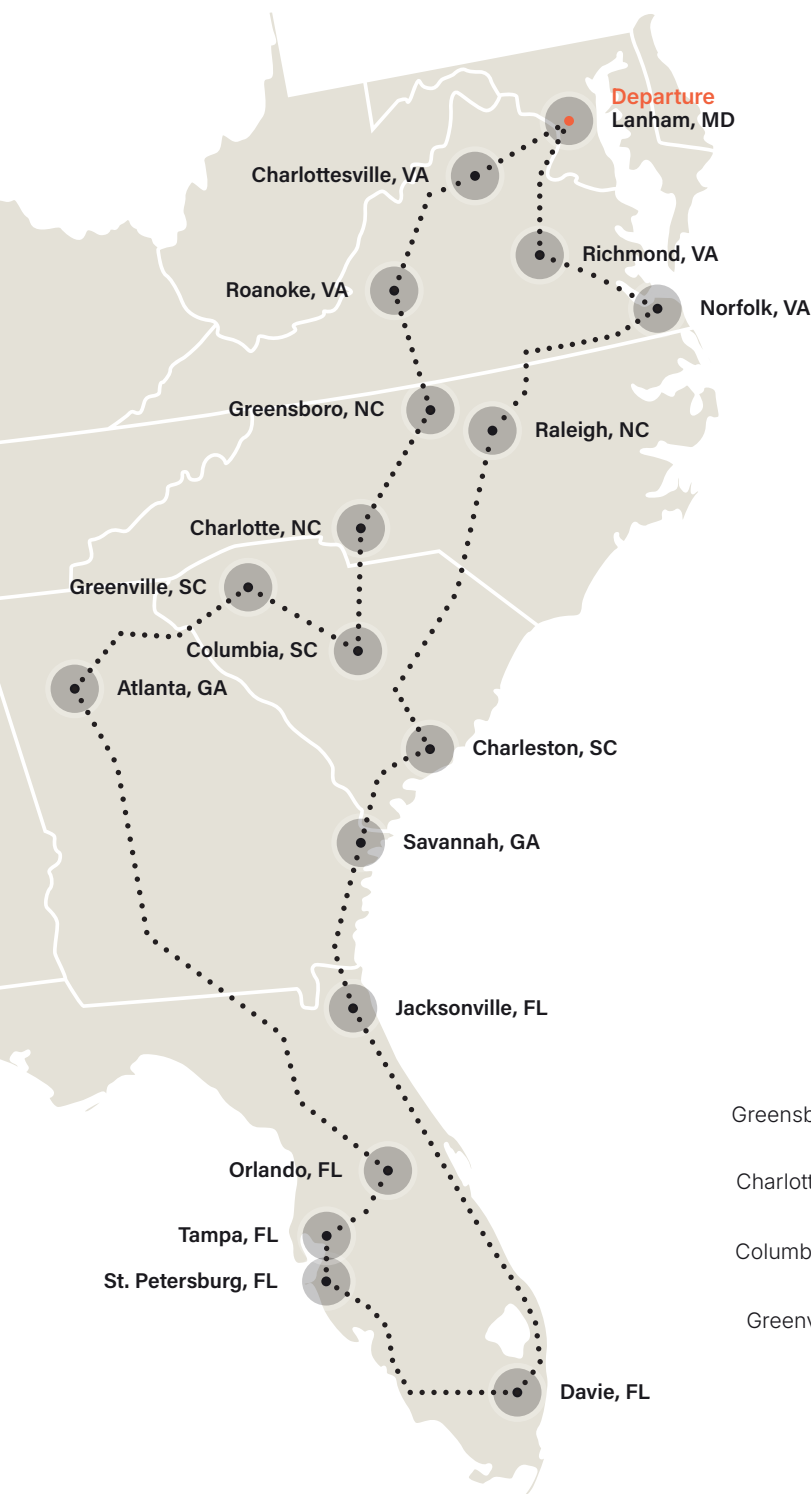 Departure
Lanham, MD
Charlottesville, VA
Richmond, VA
Roanoke, VA
Norfolk, VA
Greensboro, NC
Raleigh, NC
Charlotte, NC
Greenville, SC
Columbia, SC
Atlanta, GA
Charleston, SC
Savannah, GA
Jacksonville, FL
Orlando, FL
Tampa, FL
St. Petersburg, FL
Davie, FL